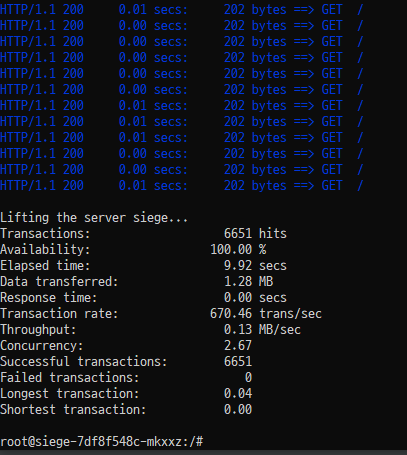 HTTP/1.1 200     0.01 secs:     202 bytes ==> GET  /
HTTP/1.1 200     0.01 secs:     202 bytes ==> GET  /
HTTP/1.1 200     0.00 secs:     202 bytes ==> GET  /
HTTP/1.1 200     0.00 secs:     202 bytes ==> GET  /
HTTP/1.1 200     0.00 secs:     202 bytes ==> GET  /
HTTP/1.1 200     0.00 secs:     202 bytes ==> GET  /
HTTP/1.1 200     0.01 secs:     202 bytes ==> GET  /
HTTP/1.1 200     0.01 secs:     202 bytes ==> GET  /
HTTP/1.1 200     0.00 secs:     202 bytes ==> GET  /
HTTP/1.1 200     0.00 secs:     202 bytes ==> GET  /
HTTP/1.1 200     0.00 secs:     202 bytes ==> GET  /
HTTP/1.1 200     0.01 secs:     202 bytes ==> GET  /
Lifting the server siege...
Transactions:                   6651 hits
Availability:                 100.00 %
Elapsed time:                   9.92 secs
Data transferred:               1.28 MB
Response time:                  0.00 secs
Transaction rate:             670.46 trans/sec
Throughput:                     0.13 MB/sec
Concurrency:                    2.67
Successful transactions:        6651
Failed transactions:               0
Longest transaction:            0.04
Shortest transaction:           0.00
root@siege-7df8f548c-mkxxz:/#